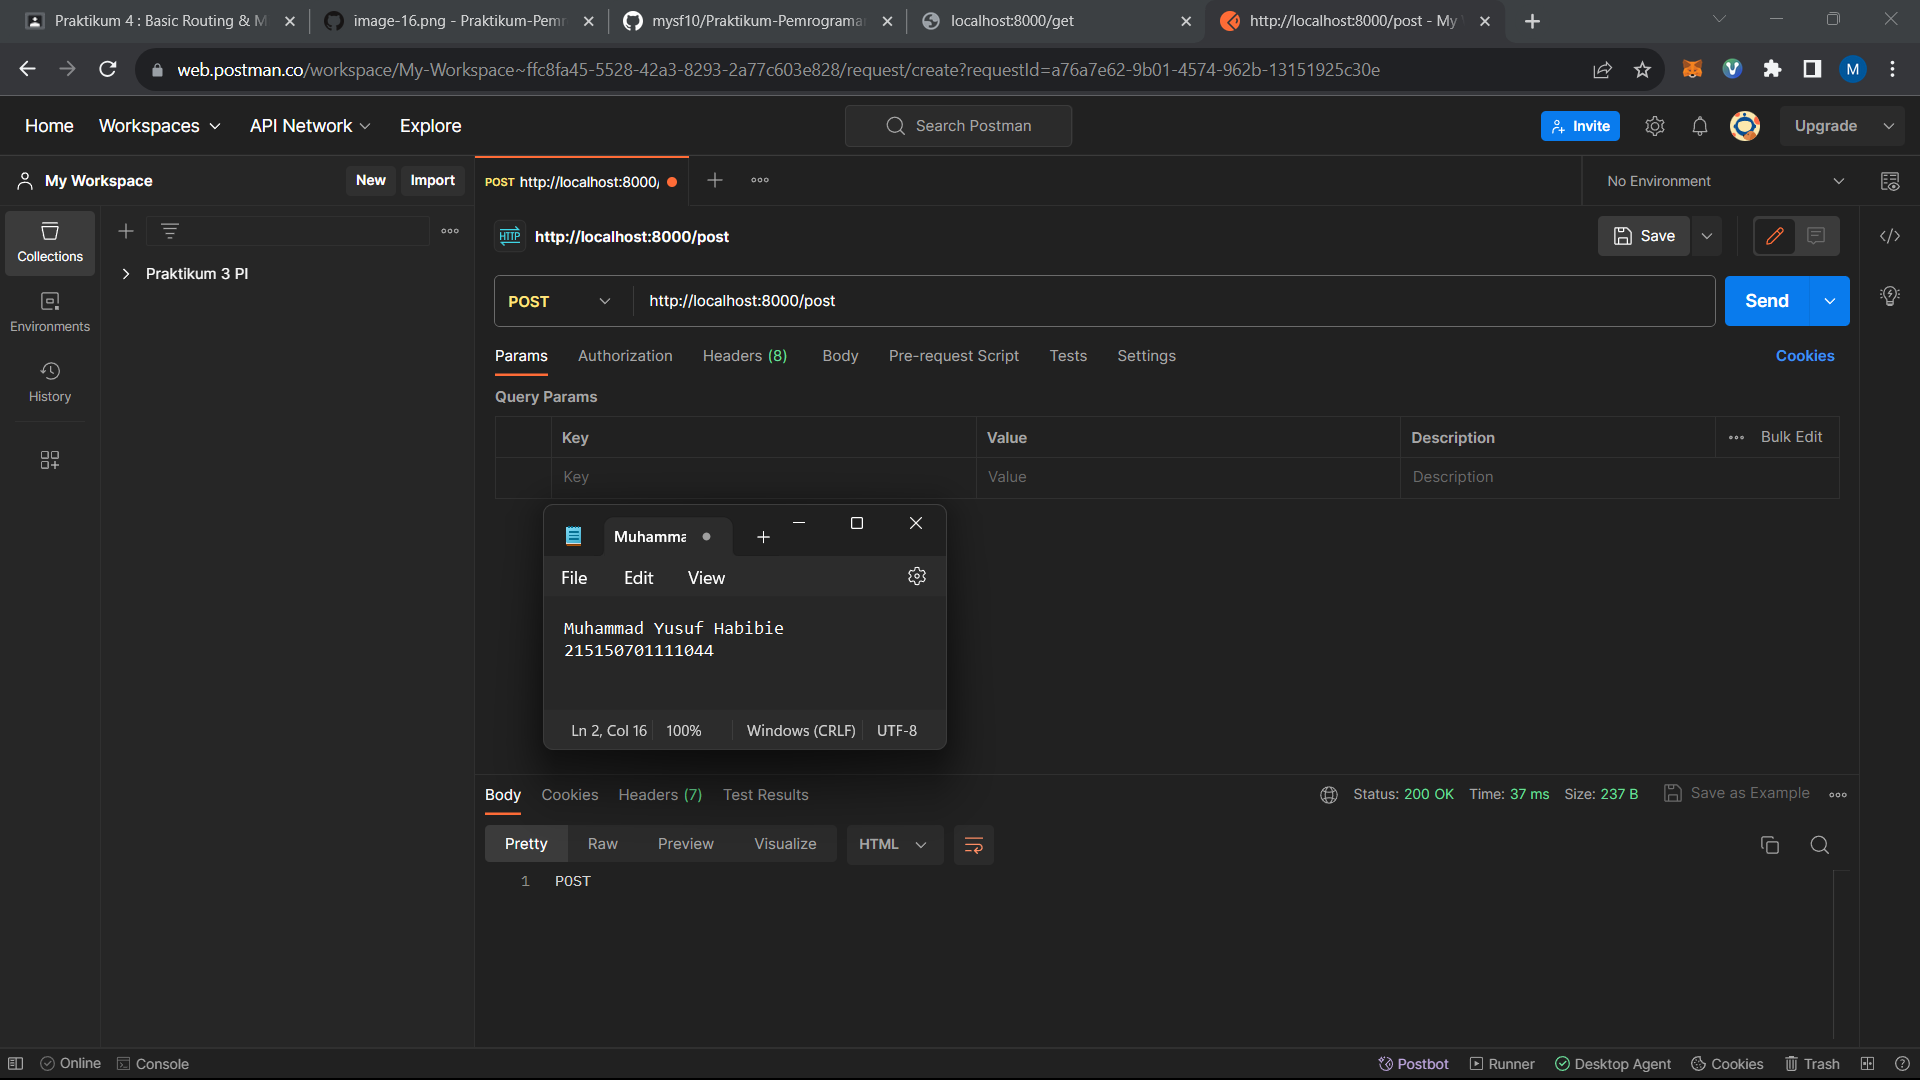 Praktikum 4 : Basic Routing & M
image-16.png - Praktikum-Pemr
mysf10/Praktikum-Pemrograma
localhost:8000/get
http://localhost:8000/post - My
web.postman.co/workspace/My-Workspace~ffc8fa45-5528-42a3-8293-2a77c603e828/request/create?requestId=a76a7e62-9b01-4574-962b-13151925c30e
M
Home Workspaces API Network Explore
Search Postman
Invite
Upgrade
My Workspace
New Import
POST http://localhost:8000/
No Environment
Collections
Environments
History
Praktikum 3 PI
HTTP http://localhost:8000/post
Save
POST http://localhost:8000/post
Send
Params Authorization Headers (8) Body Pre-request Script Tests Settings
Cookies
Query Params
Key Value Description Bulk Edit
Key Value Description
Muhamma
File Edit View
Muhammad Yusuf Habibie
215150701111044
Ln 2, Col 16 100% Windows (CRLF) UTF-8
Body Cookies Headers (7) Test Results
Status: 200 OK Time: 37 ms Size: 237 B Save as Example
Pretty Raw Preview Visualize HTML
1 POST
Online Console
Postbot Runner Desktop Agent Cookies Trash